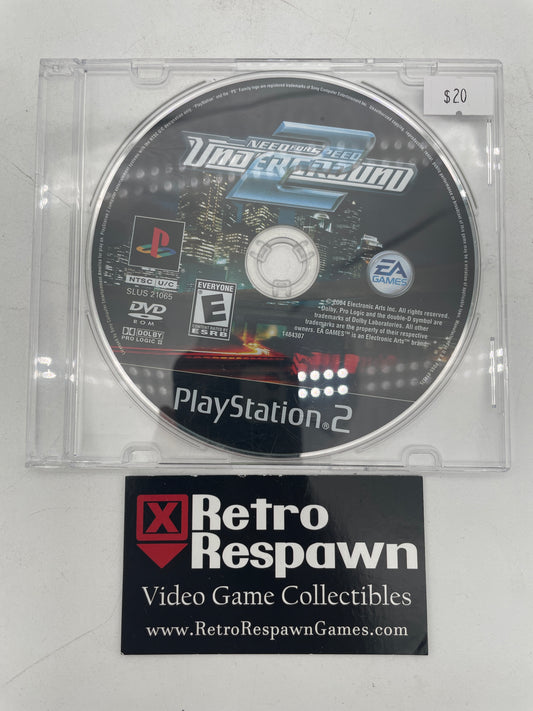 $20
NEED FOR SPEED
UNDERGROUND
2
NTSC U/C
SLUS 21065
DVD
ROM
DOLBY
PRO LOGIC II
EVERYONE
E
ESRB
EA
GAMES
© 2004 Electronic Arts Inc. All rights reserved.
Dolby, Pro Logic and the double-D symbol are
trademarks of Dolby Laboratories. All other
trademarks are the property of their respective
owners. EA GAMES™ is an Electronic Arts™ brand.
1484307
PlayStation®2
X Retro
Respawn
Video Game Collectibles
www.RetroRespawnGames.com